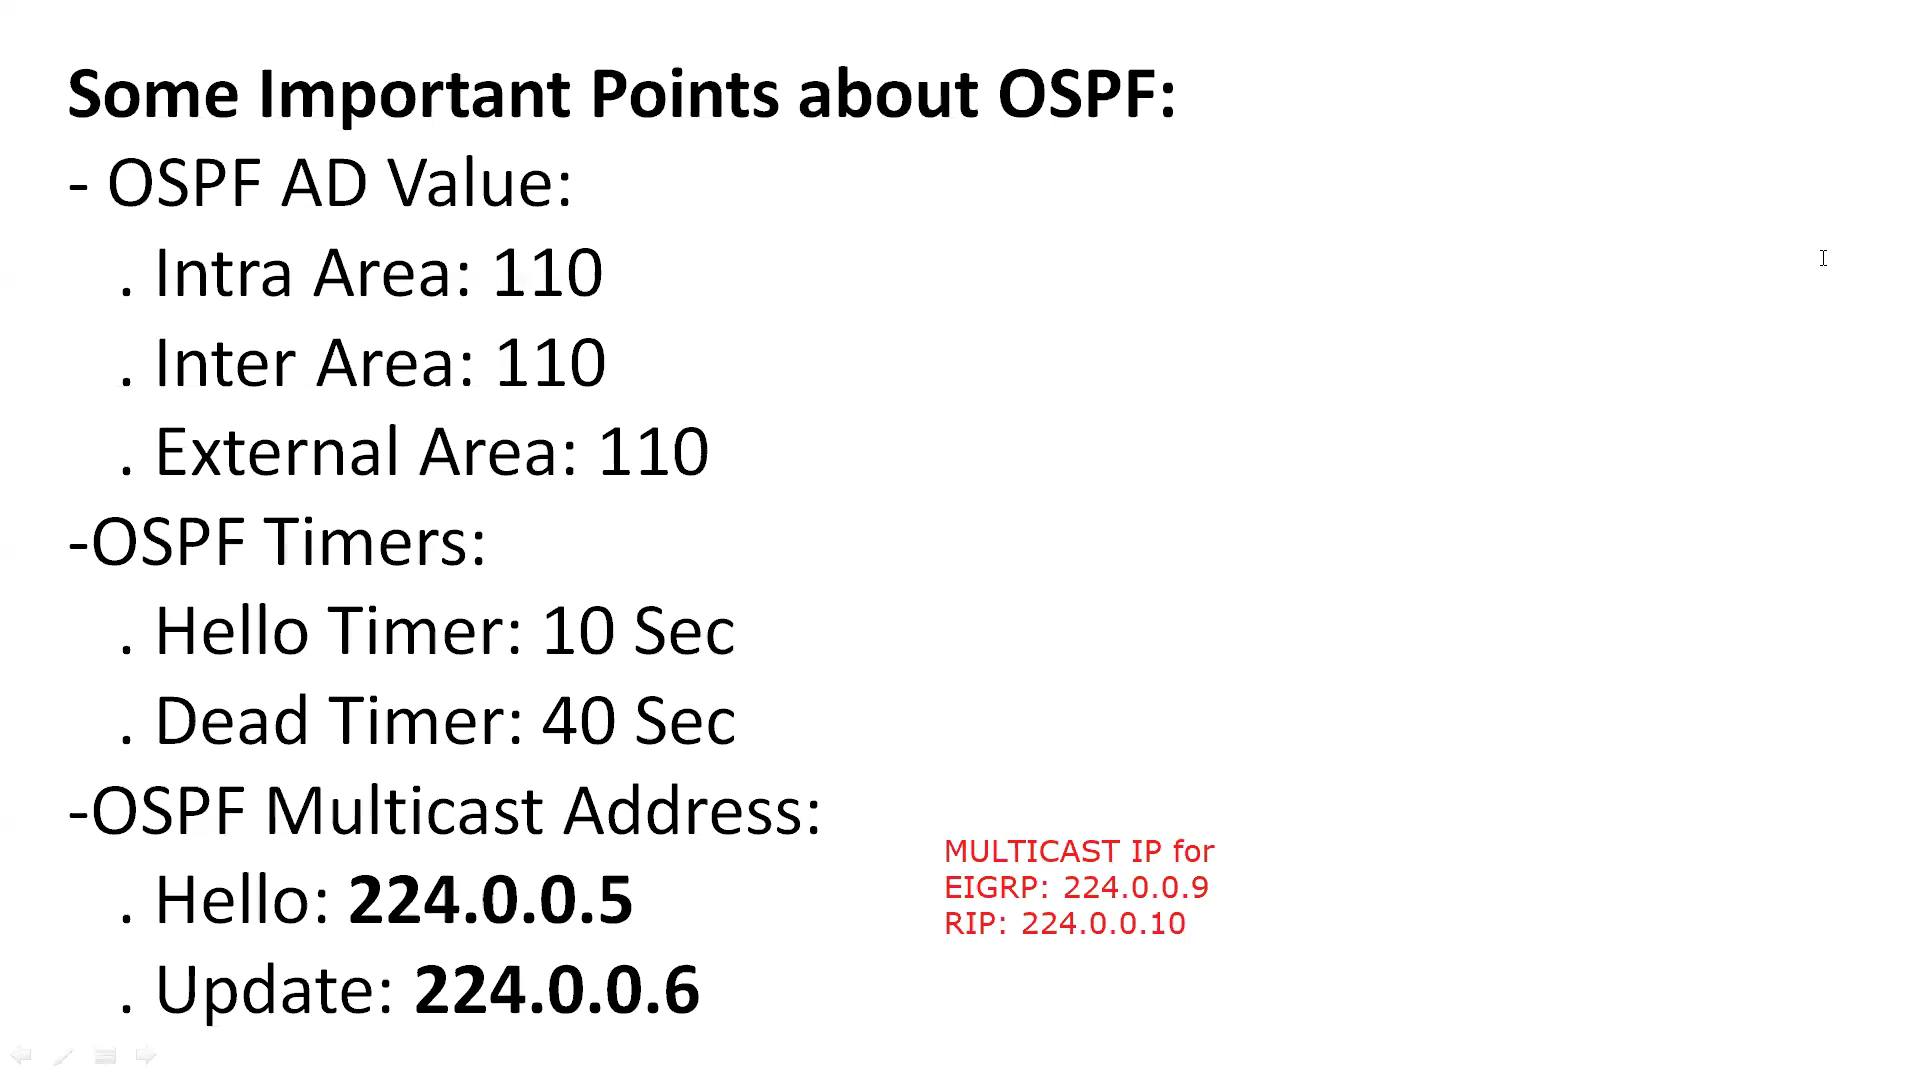 Some Important Points about OSPF:
- OSPF AD Value:
. Intra Area: 110
. Inter Area: 110
. External Area: 110
-OSPF Timers:
. Hello Timer: 10 Sec
. Dead Timer: 40 Sec
-OSPF Multicast Address:
. Hello: 224.0.0.5
. Update: 224.0.0.6
MULTICAST IP for
EIGRP: 224.0.0.9
RIP: 224.0.0.10